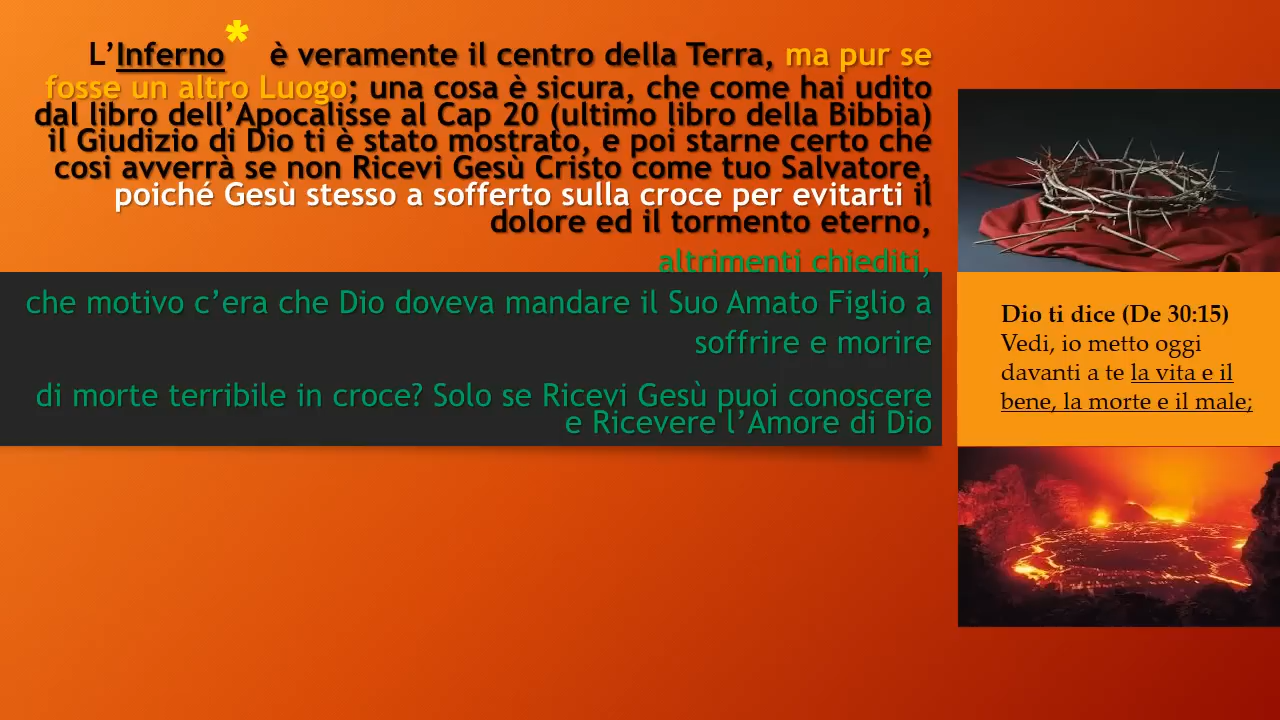 L’Inferno* è veramente il centro della Terra, ma pur se
fosse un altro Luogo; una cosa è sicura, che come hai udito
dal libro dell’Apocalisse al Cap 20 (ultimo libro della Bibbia)
il Giudizio di Dio ti è stato mostrato, e poi starne certo che
cosi avverrà se non Ricevi Gesù Cristo come tuo Salvatore,
poiché Gesù stesso a sofferto sulla croce per evitarti il
dolore ed il tormento eterno,
altrimenti chiediti,
che motivo c’era che Dio doveva mandare il Suo Amato Figlio a
soffrire e morire
di morte terribile in croce? Solo se Ricevi Gesù puoi conoscere
e Ricevere l’Amore di Dio
Dio ti dice (De 30:15)
Vedi, io metto oggi
davanti a te la vita e il
bene, la morte e il male;